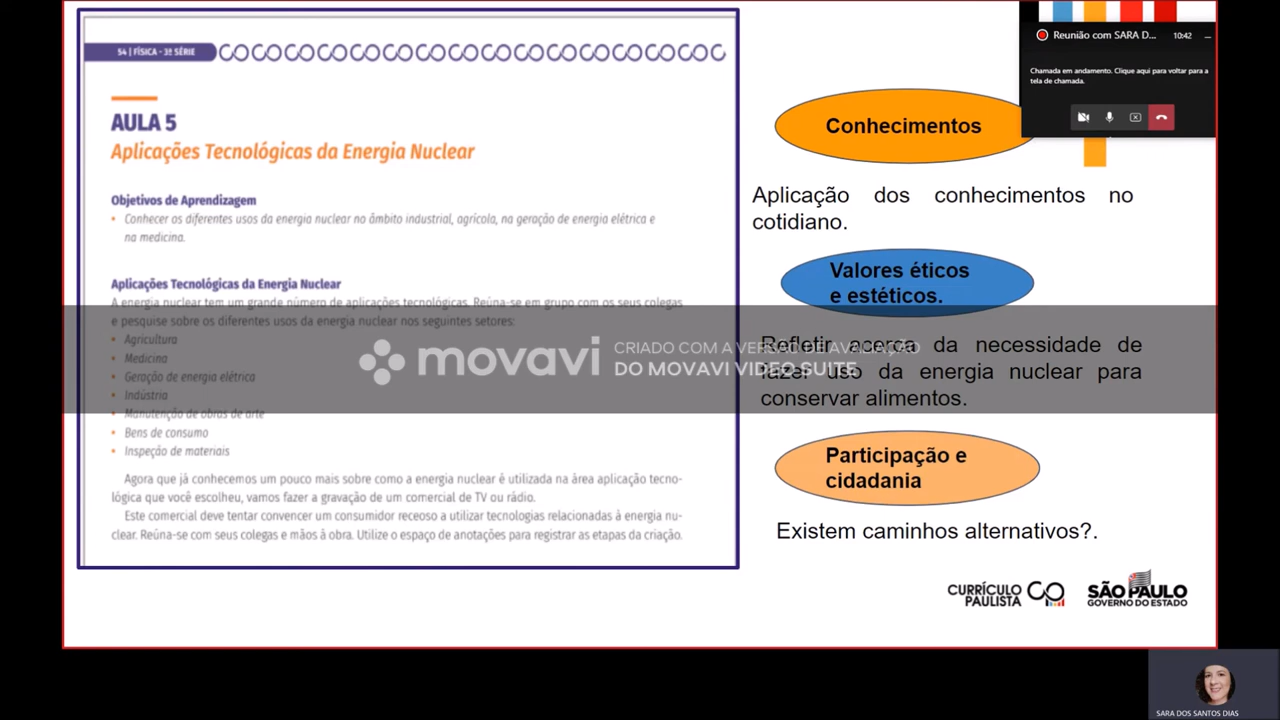 54 | FÍSICA - 3ª SÉRIE
AULA 5
Aplicações Tecnológicas da Energia Nuclear
Objetivos de Aprendizagem
• Conhecer os diferentes usos da energia nuclear no âmbito industrial, agrícola, na geração de energia elétrica e
na medicina.
Aplicações Tecnológicas da Energia Nuclear
A energia nuclear tem um grande número de aplicações tecnológicas. Reúna-se em grupo com os seus colegas
e pesquise sobre os diferentes usos da energia nuclear nos seguintes setores:
• Agricultura
• Medicina
• Geração de energia elétrica
• Indústria
• Manutenção de obras de arte
• Bens de consumo
• Inspeção de materiais
Agora que já conhecemos um pouco mais sobre como a energia nuclear é utilizada na área aplicação tecno-
lógica que você escolheu, vamos fazer a gravação de um comercial de TV ou rádio.
Este comercial deve tentar convencer um consumidor receoso a utilizar tecnologias relacionadas à energia nu-
clear. Reúna-se com seus colegas e mãos à obra. Utilize o espaço de anotações para registrar as etapas da criação.
Conhecimentos
Aplicação dos conhecimentos no
cotidiano.
Valores éticos
e estéticos.
Refletir acerca da necessidade de
fazer uso da energia nuclear para
conservar alimentos.
Participação e
cidadania
Existem caminhos alternativos?.
CURRÍCULO
PAULISTA
SÃO PAULO
GOVERNO DO ESTADO
movavi
CRIADO COM A VERSÃO DE AVALIAÇÃO
DO MOVAVI VIDEO SUITE
Reunião com SARA D... 10:42
Chamada em andamento. Clique aqui para voltar para a
tela de chamada.
SARA DOS SANTOS DIAS